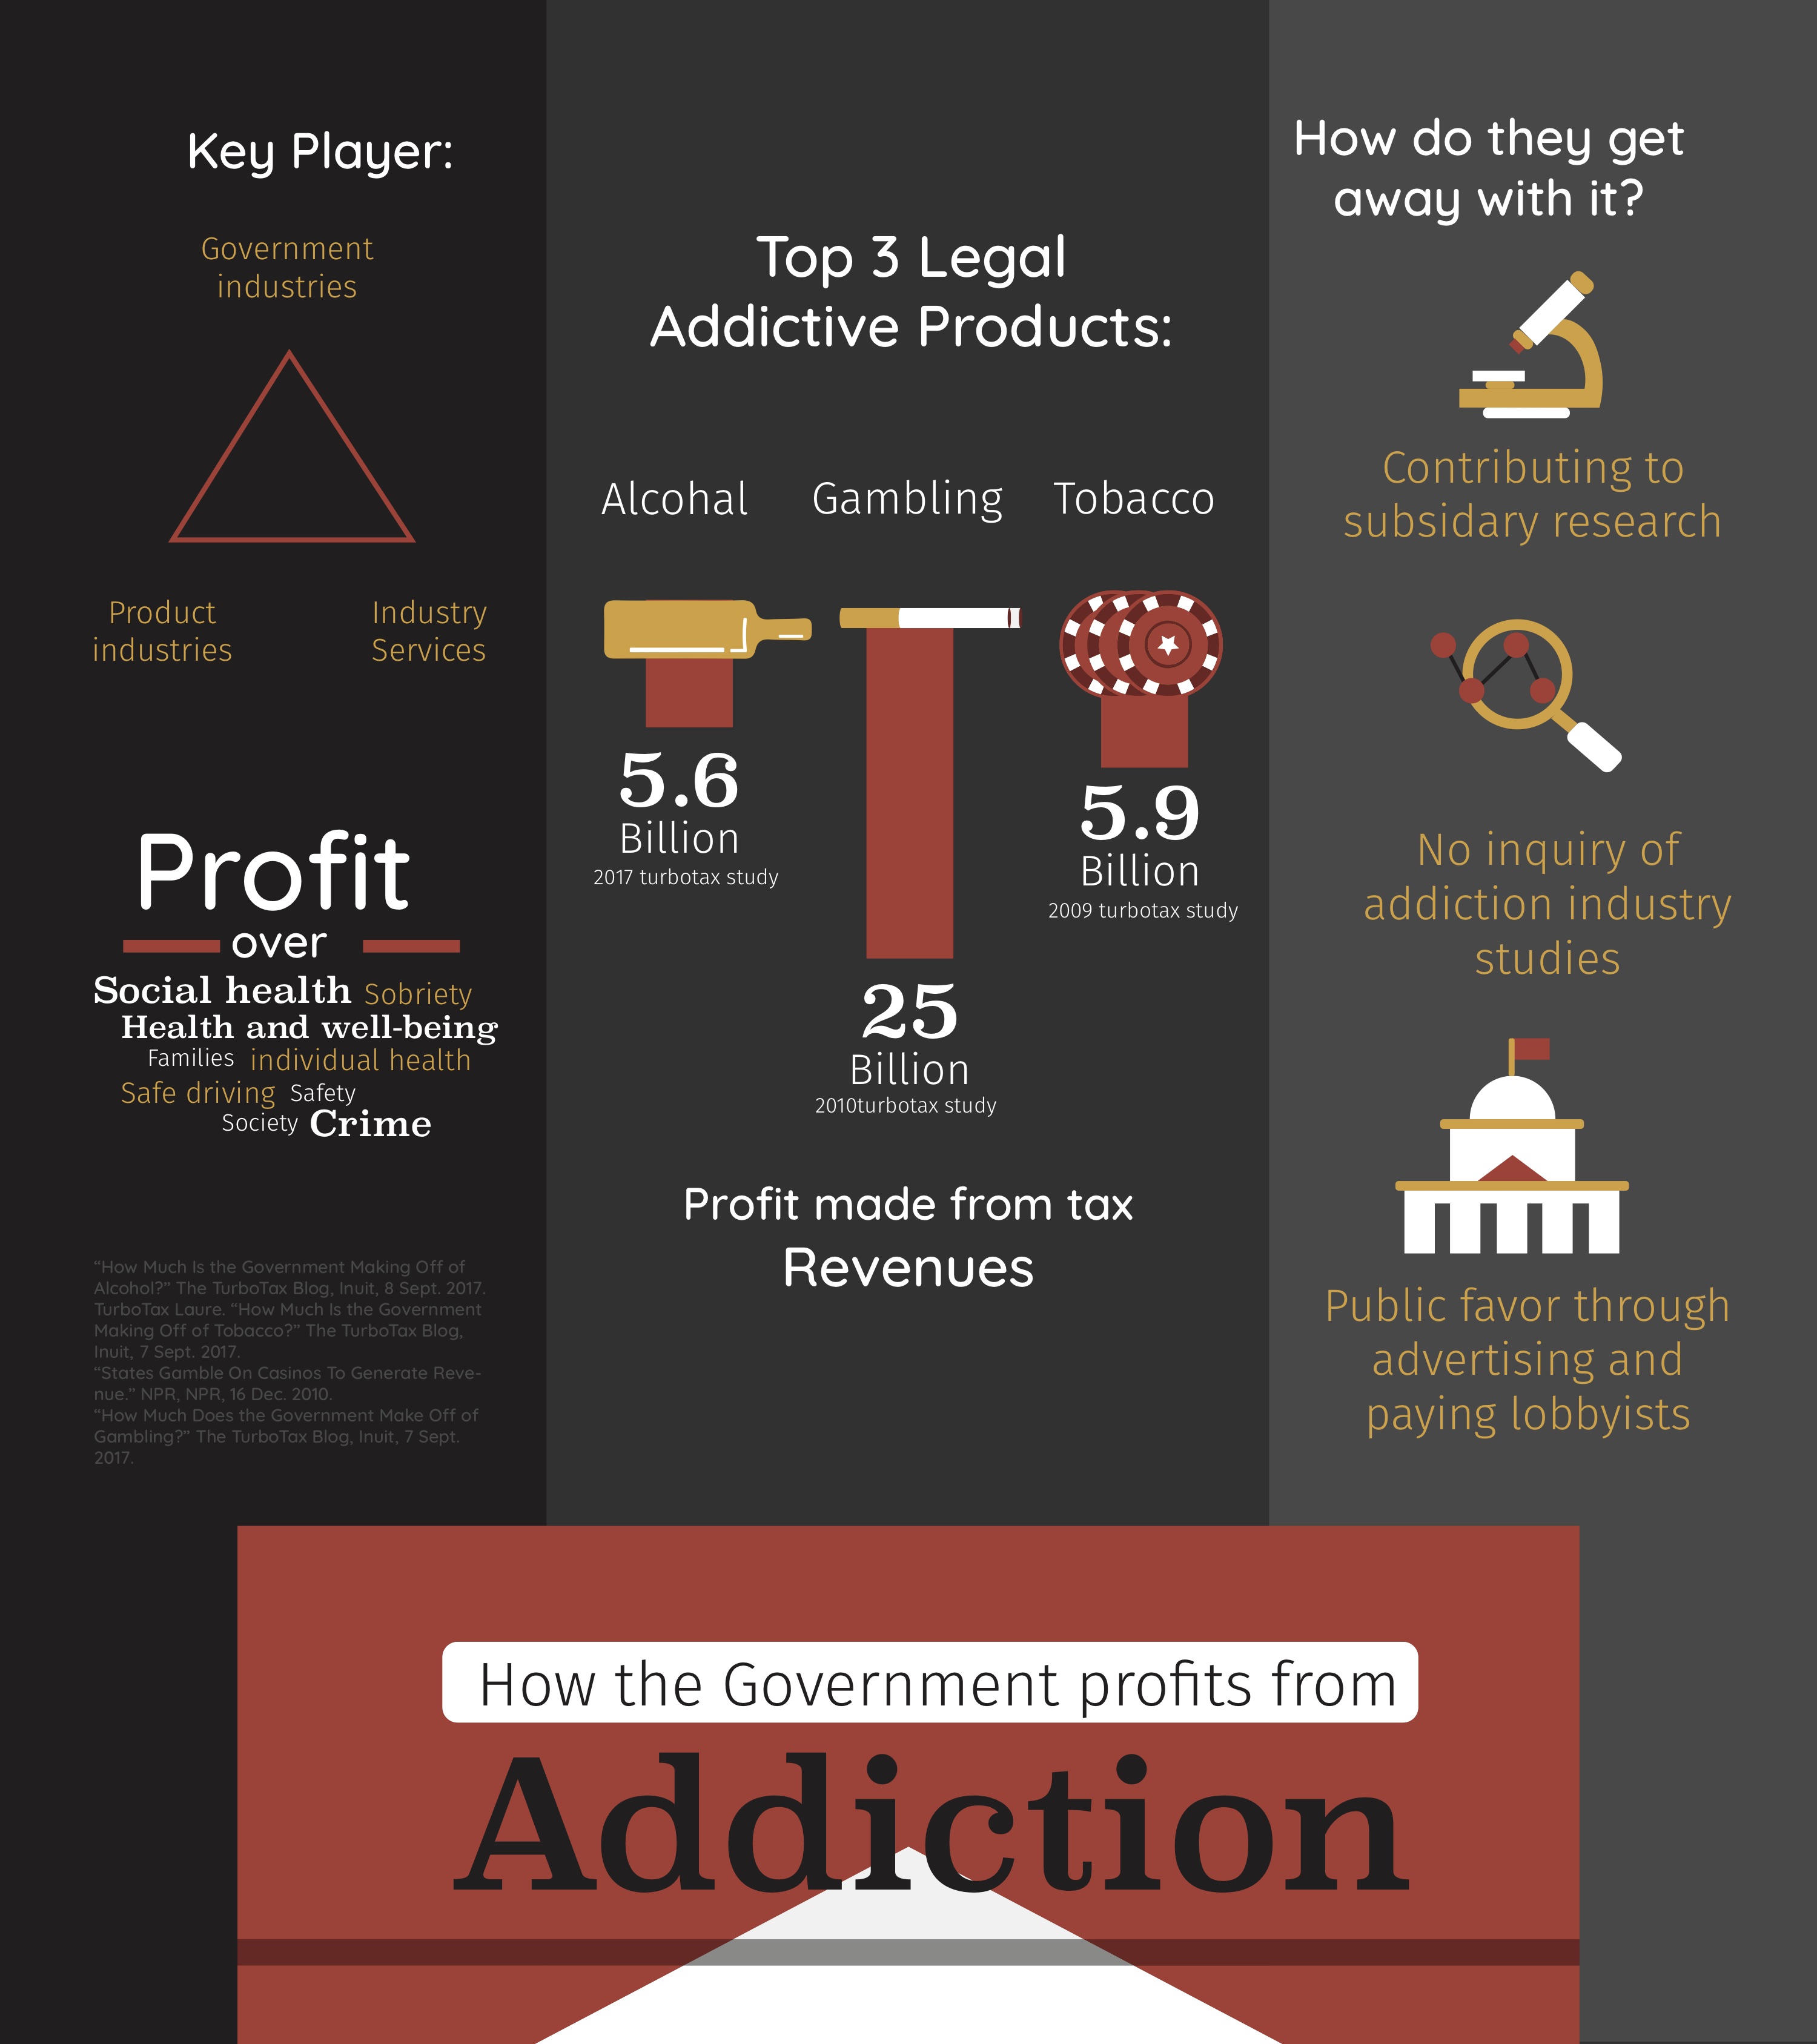 Key Player:
Government
industries
Product
industries
Industry
Services
Profit
over
Social health Sobriety
Health and well-being
Families individual health
Safe driving Safety
Society Crime
“How Much Is the Government Making Off of
Alcohol?” The TurboTax Blog, Inuit, 8 Sept. 2017.
TurboTax Laure. “How Much Is the Government
Making Off of Tobacco?” The TurboTax Blog,
Inuit, 7 Sept. 2017.
“States Gamble On Casinos To Generate Reve-
nue.” NPR, NPR, 16 Dec. 2010.
“How Much Does the Government Make Off of
Gambling?” The TurboTax Blog, Inuit, 7 Sept.
2017.
Top 3 Legal
Addictive Products:
Alcohal
Gambling
Tobacco
5.6
Billion
2017 turbotax study
25
Billion
2010turbotax study
5.9
Billion
2009 turbotax study
Profit made from tax
Revenues
How do they get
away with it?
Contributing to
subsidary research
No inquiry of
addiction industry
studies
Public favor through
advertising and
paying lobbyists
How the Government profits from
Addiction